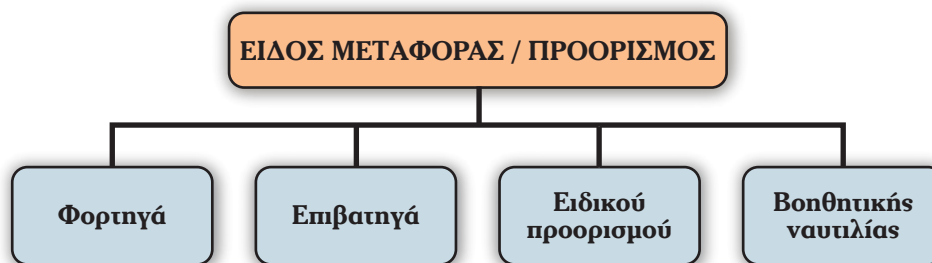 ΕΙΔΟΣ ΜΕΤΑΦΟΡΑΣ / ΠΡΟΟΡΙΣΜΟΣ
Φορτηγά
Επιβατηγά
Ειδικού
προορισμού
Βοηθητικής
ναυτιλίας